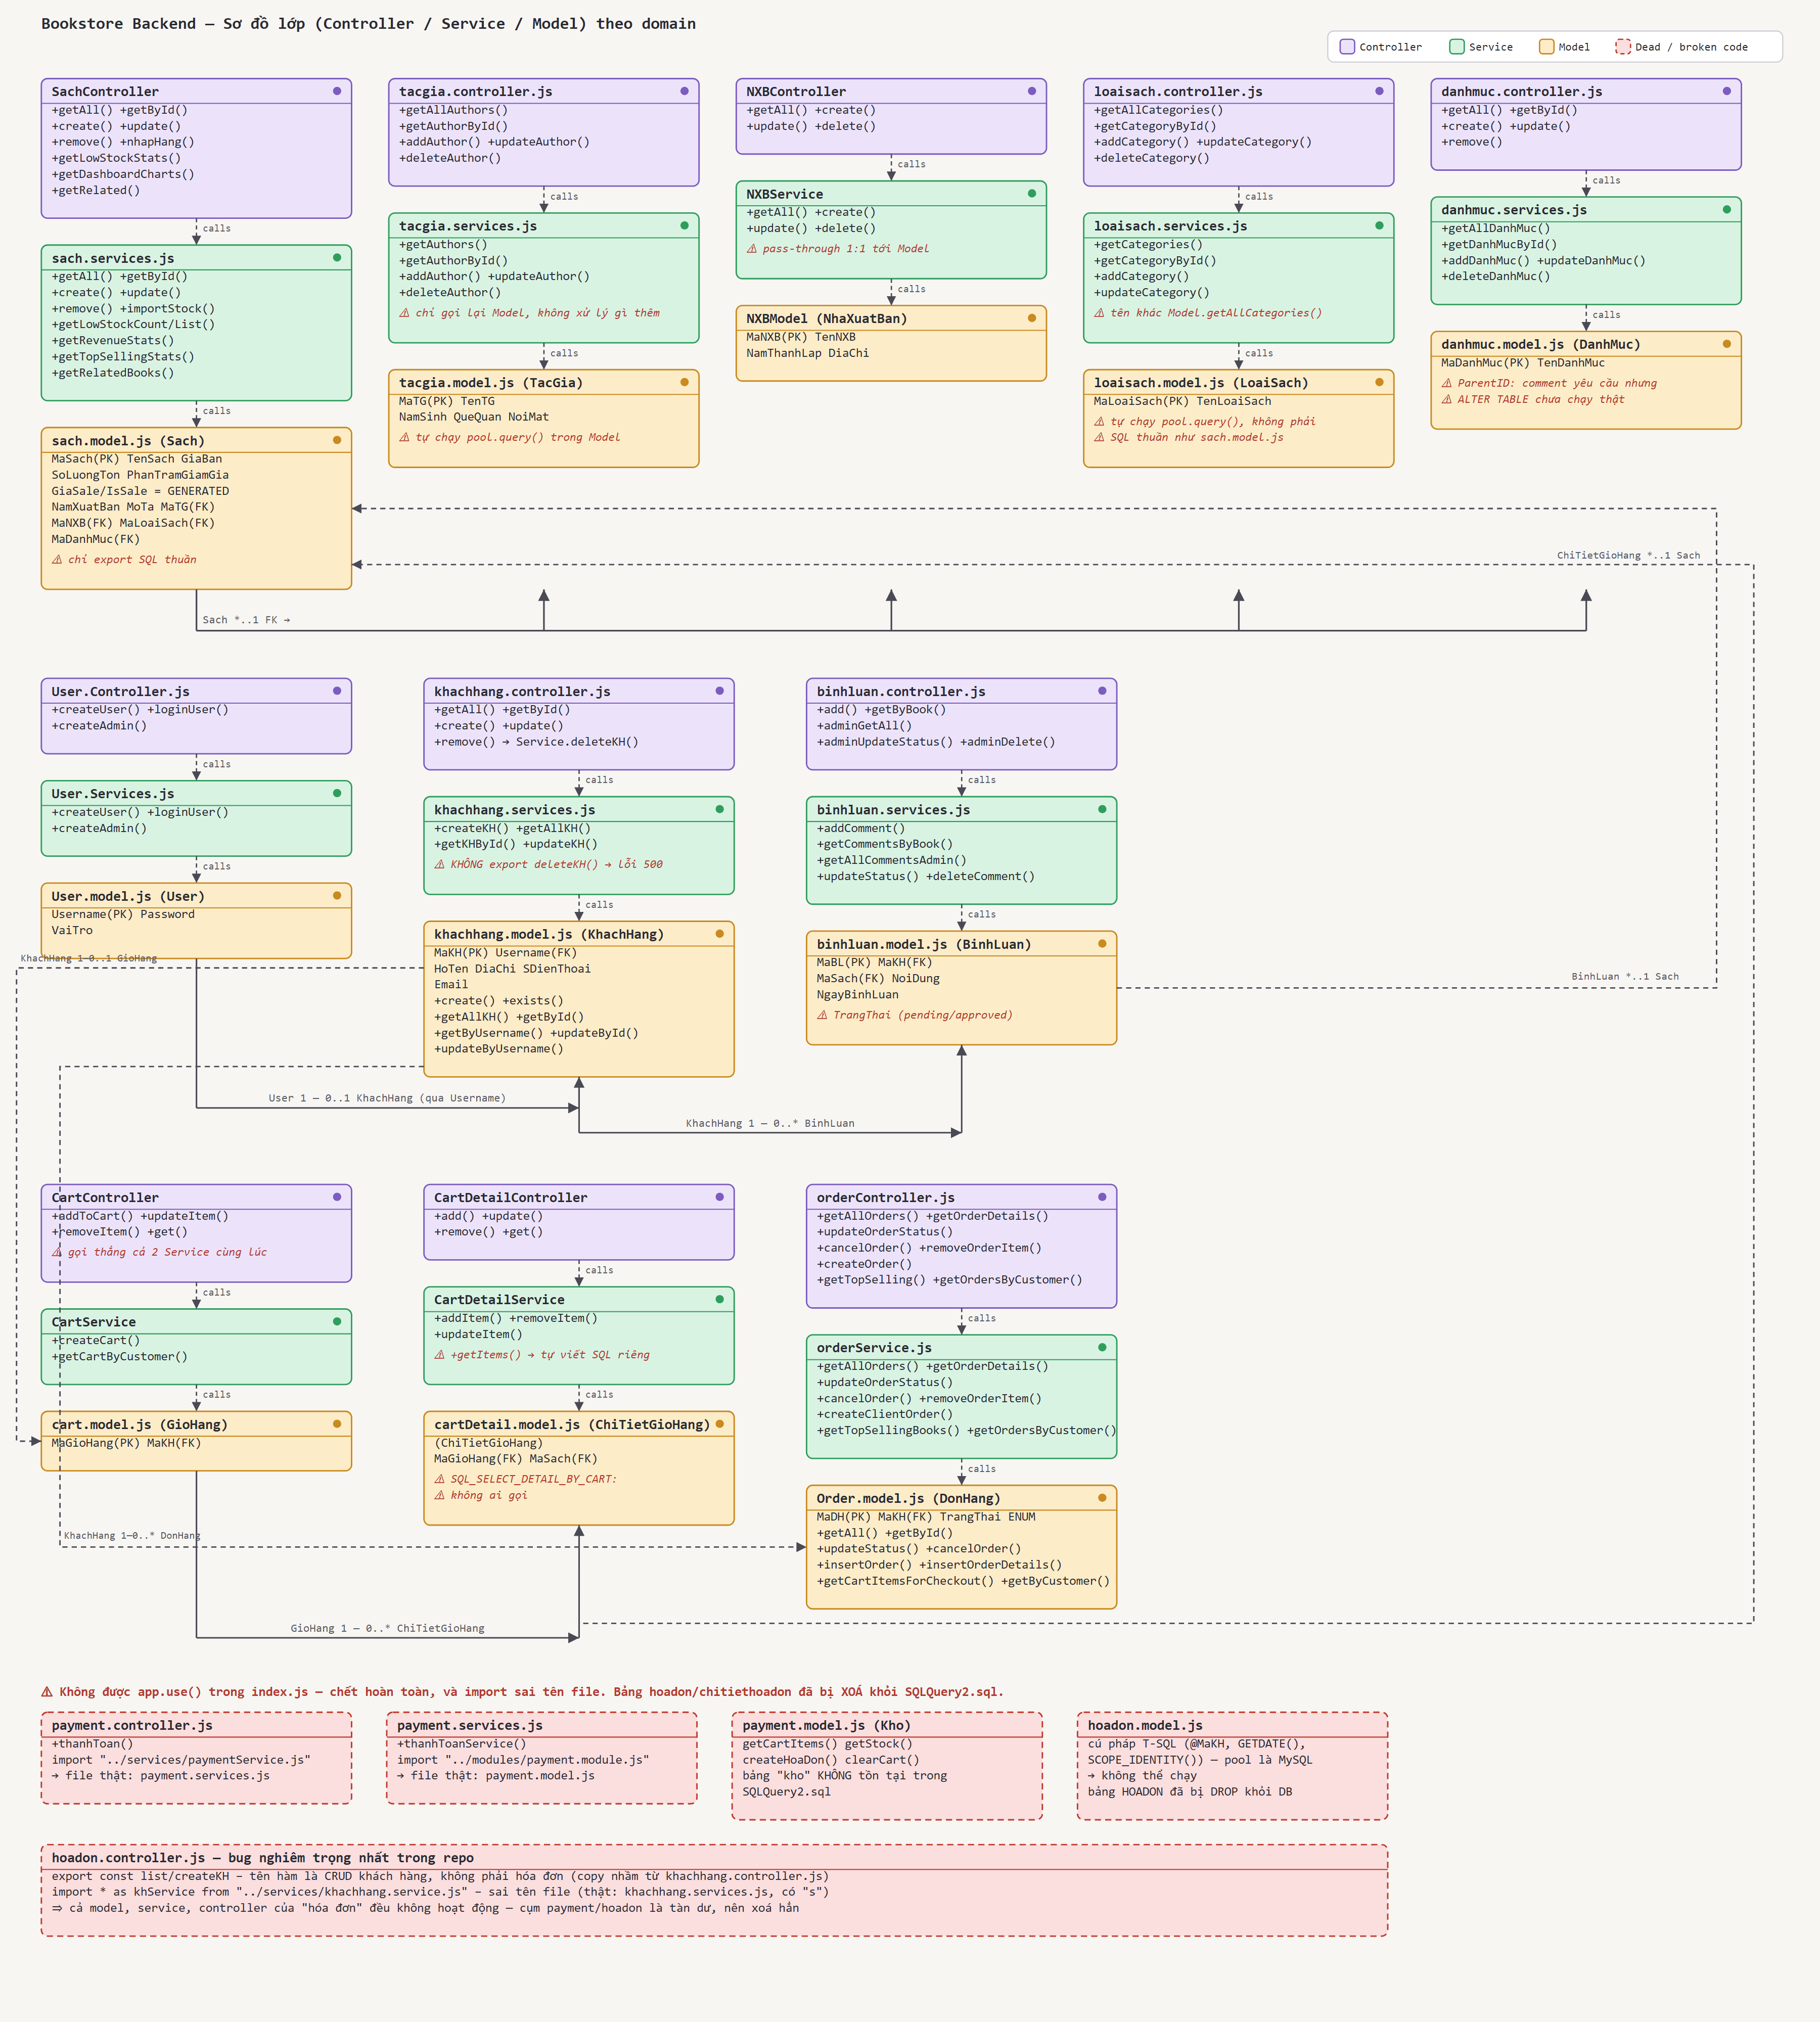 Bookstore Backend — Sơ đồ lớp (Controller / Service / Model) theo domain
Controller
Service
Model
Dead / broken code
SachController
+getAll() +getById()
+create() +update()
+remove() +nhapHang()
+getLowStockStats()
+getDashboardCharts()
+getRelated()
calls
sach.services.js
+getAll() +getById()
+create() +update()
+remove() +importStock()
+getLowStockCount/List()
+getRevenueStats()
+getTopSellingStats()
+getRelatedBooks()
calls
sach.model.js (Sach)
MaSach(PK) TenSach GiaBan
SoLuongTon PhanTramGiamGia
GiaSale/IsSale = GENERATED
NamXuatBan MoTa MaTG(FK)
MaNXB(FK) MaLoaiSach(FK)
MaDanhMuc(FK)
⚠ chỉ export SQL thuần
tacgia.controller.js
+getAllAuthors()
+getAuthorById()
+addAuthor() +updateAuthor()
+deleteAuthor()
calls
tacgia.services.js
+getAuthors()
+getAuthorById()
+addAuthor() +updateAuthor()
+deleteAuthor()
⚠ chỉ gọi lại Model, không xử lý gì thêm
calls
tacgia.model.js (TacGia)
MaTG(PK) TenTG
NamSinh QueQuan NoiMat
⚠ tự chạy pool.query() trong Model
NXBController
+getAll() +create()
+update() +delete()
calls
NXBService
+getAll() +create()
+update() +delete()
⚠ pass-through 1:1 tới Model
calls
NXBModel (NhaXuatBan)
MaNXB(PK) TenNXB
NamThanhLap DiaChi
loaisach.controller.js
+getAllCategories()
+getCategoryById()
+addCategory() +updateCategory()
+deleteCategory()
calls
loaisach.services.js
+getCategories()
+getCategoryById()
+addCategory()
+updateCategory()
⚠ tên khác Model.getAllCategories()
calls
loaisach.model.js (LoaiSach)
MaLoaiSach(PK) TenLoaiSach
⚠ tự chạy pool.query(), không phải
⚠ SQL thuần như sach.model.js
danhmuc.controller.js
+getAll() +getById()
+create() +update()
+remove()
calls
danhmuc.services.js
+getAllDanhMuc()
+getDanhMucById()
+addDanhMuc() +updateDanhMuc()
+deleteDanhMuc()
calls
danhmuc.model.js (DanhMuc)
MaDanhMuc(PK) TenDanhMuc
⚠ ParentID: comment yêu cầu nhưng
⚠ ALTER TABLE chưa chạy thật
ChiTietGioHang *..1 Sach
Sach *..1 FK →
User.Controller.js
+createUser() +loginUser()
+createAdmin()
calls
User.Services.js
+createUser() +loginUser()
+createAdmin()
calls
User.model.js (User)
Username(PK) Password
VaiTro
KhachHang 1—0..1 GioHang
khachhang.controller.js
+getAll() +getById()
+create() +update()
+remove() → Service.deleteKH()
calls
khachhang.services.js
+createKH() +getAllKH()
+getKHById() +updateKH()
⚠ KHÔNG export deleteKH() → lỗi 500
calls
khachhang.model.js (KhachHang)
MaKH(PK) Username(FK)
HoTen DiaChi SDienThoai
Email
+create() +exists()
+getAllKH() +getById()
+getByUsername() +updateById()
+updateByUsername()
binhluan.controller.js
+add() +getByBook()
+adminGetAll()
+adminUpdateStatus() +adminDelete()
calls
binhluan.services.js
+addComment()
+getCommentsByBook()
+getAllCommentsAdmin()
+updateStatus() +deleteComment()
calls
binhluan.model.js (BinhLuan)
MaBL(PK) MaKH(FK)
MaSach(FK) NoiDung
NgayBinhLuan
⚠ TrangThai (pending/approved)
BinhLuan *..1 Sach
User 1 — 0..1 KhachHang (qua Username)
KhachHang 1 — 0..* BinhLuan
CartController
+addToCart() +updateItem()
+removeItem() +get()
⚠ gọi thẳng cả 2 Service cùng lúc
calls
CartService
+createCart()
+getCartByCustomer()
calls
cart.model.js (GioHang)
MaGioHang(PK) MaKH(FK)
CartDetailController
+add() +update()
+remove() +get()
calls
CartDetailService
+addItem() +removeItem()
+updateItem()
⚠ +getItems() → tự viết SQL riêng
calls
cartDetail.model.js (ChiTietGioHang)
(ChiTietGioHang)
MaGioHang(FK) MaSach(FK)
⚠ SQL_SELECT_DETAIL_BY_CART:
⚠ không ai gọi
orderController.js
+getAllOrders() +getOrderDetails()
+updateOrderStatus()
+cancelOrder() +removeOrderItem()
+createOrder()
+getTopSelling() +getOrdersByCustomer()
calls
orderService.js
+getAllOrders() +getOrderDetails()
+updateOrderStatus()
+cancelOrder() +removeOrderItem()
+createClientOrder()
+getTopSellingBooks() +getOrdersByCustomer()
calls
Order.model.js (DonHang)
MaDH(PK) MaKH(FK) TrangThai ENUM
+getAll() +getById()
+updateStatus() +cancelOrder()
+insertOrder() +insertOrderDetails()
+getCartItemsForCheckout() +getByCustomer()
KhachHang 1—0..* DonHang
GioHang 1 — 0..* ChiTietGioHang
⚠ Không được app.use() trong index.js — chết hoàn toàn, và import sai tên file. Bảng hoadon/chitiethoadon đã bị XOÁ khỏi SQLQuery2.sql.
payment.controller.js
+thanhToan()
import "../services/paymentService.js"
→ file thật: payment.services.js
payment.services.js
+thanhToanService()
import "../modules/payment.module.js"
→ file thật: payment.model.js
payment.model.js (Kho)
getCartItems() getStock()
createHoaDon() clearCart()
bảng "kho" KHÔNG tồn tại trong
SQLQuery2.sql
hoadon.model.js
cú pháp T-SQL (@MaKH, GETDATE(),
SCOPE_IDENTITY()) — pool là MySQL
→ không thể chạy
bảng HOADON đã bị DROP khỏi DB
hoadon.controller.js — bug nghiêm trọng nhất trong repo
export const list/createKH – tên hàm là CRUD khách hàng, không phải hóa đơn (copy nhầm từ khachhang.controller.js)
import * as khService from "../services/khachhang.service.js" – sai tên file (thật: khachhang.services.js, có "s")
⇒ cả model, service, controller của "hóa đơn" đều không hoạt động — cụm payment/hoadon là tàn dư, nên xoá hẳn